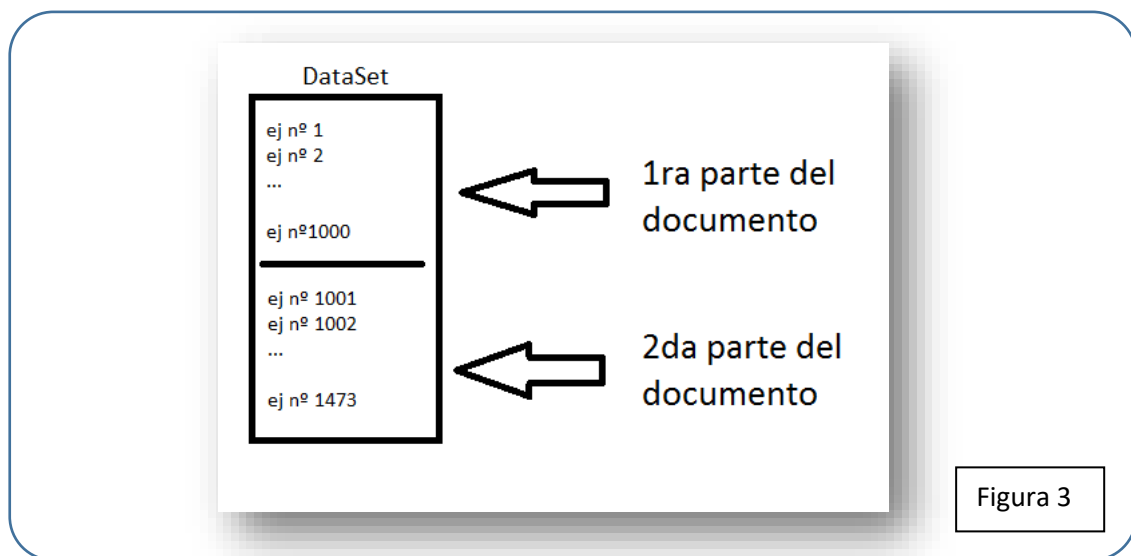 DataSet
ej nº 1
ej nº 2
...
ej nº1000
1ra parte del
documento
ej nº 1001
ej nº 1002
...
ej nº 1473
2da parte del
documento
Figura 3